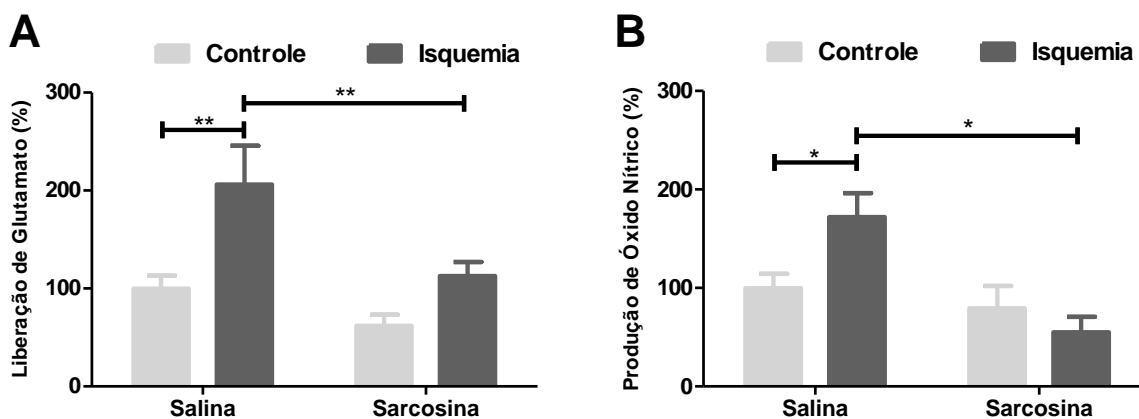 A
Controle
Isquemia
Liberação de Glutamato (%)
300
200
100
0
**
**
Salina
Sarcosina
B
Controle
Isquemia
Produção de Óxido Nítrico (%)
300
200
100
0
*
*
Salina
Sarcosina